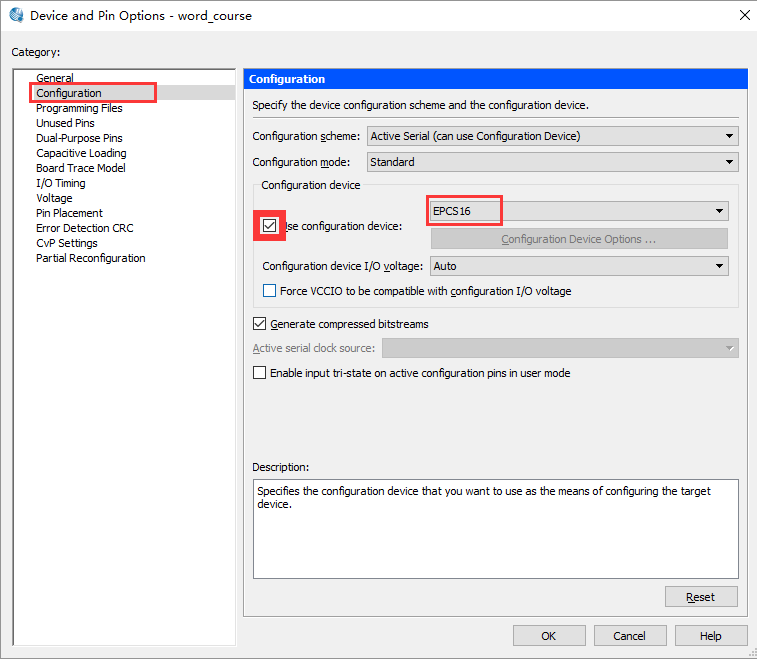 Device and Pin Options - word_course
Category:
General
Configuration
Programming Files
Unused Pins
Dual-Purpose Pins
Capacitive Loading
Board Trace Model
I/O Timing
Voltage
Pin Placement
Error Detection CRC
CvP Settings
Partial Reconfiguration
Configuration
Specify the device configuration scheme and the configuration device.
Configuration scheme: Active Serial (can use Configuration Device)
Configuration mode: Standard
Configuration device
EPCS16
Use configuration device:
Configuration Device Options ...
Configuration device I/O voltage: Auto
Force VCCIO to be compatible with configuration I/O voltage
Generate compressed bitstreams
Active serial clock source:
Enable input tri-state on active configuration pins in user mode
Description:
Specifies the configuration device that you want to use as the means of configuring the target
device.
Reset
OK Cancel Help